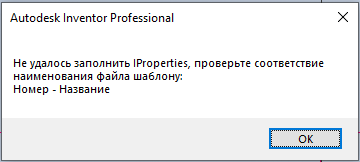 Autodesk Inventor Professional
Не удалось заполнить IProperties, проверьте соответствие
наименования файла шаблону:
Номер - Название
OK